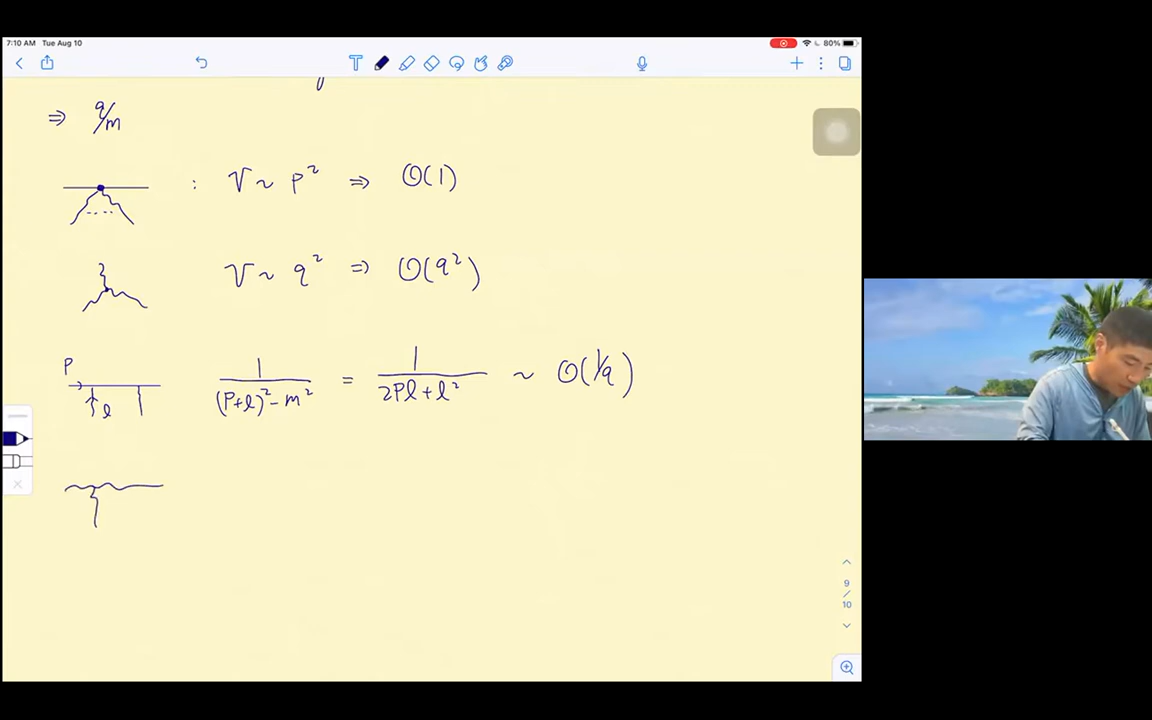 7:10 AM Tue Aug 10 80%
⇒ q/m
: V ~ p² ⇒ O(1)
V ~ q² ⇒ O(q²)
P
l
1/((P+l)² - m²) = 1/(2Pl + l²) ~ O(1/q)
9
/
10